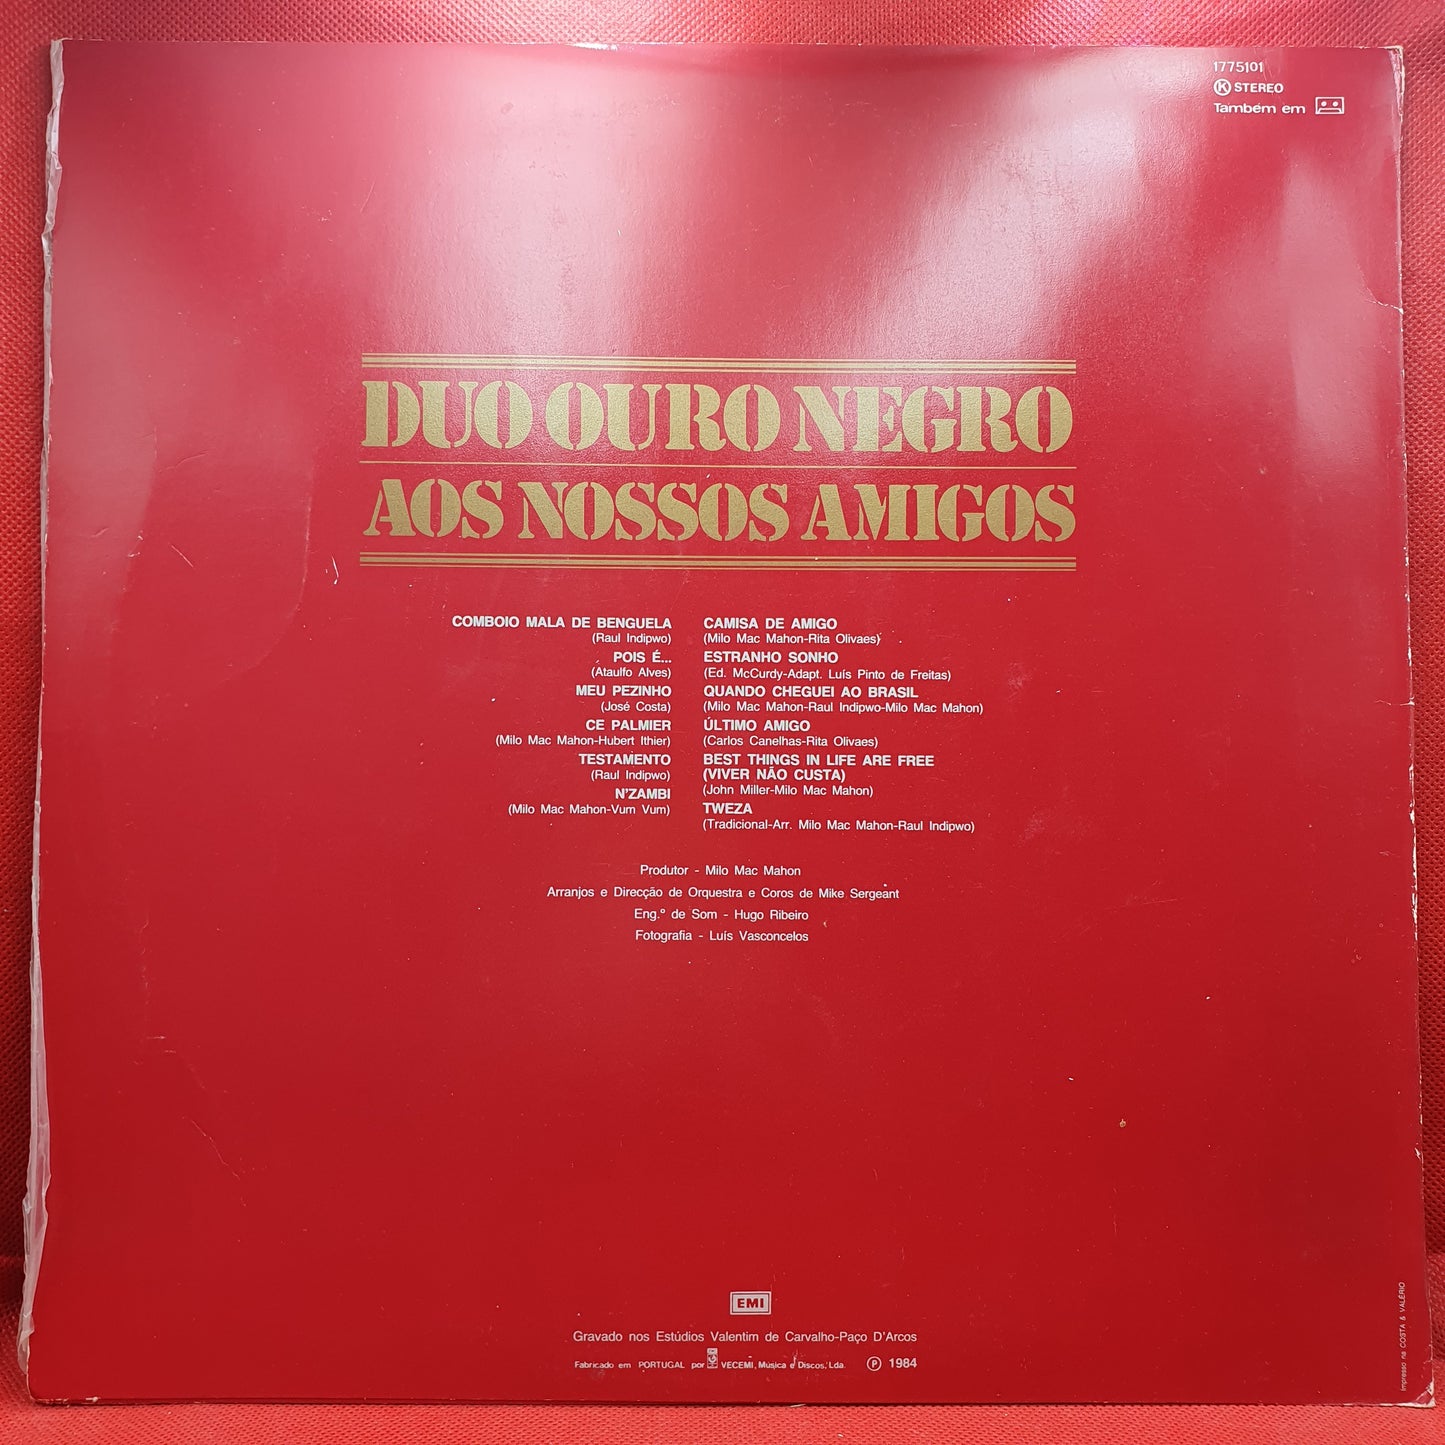 1775101
K STEREO
Também em
DUO OURO NEGRO
AOS NOSSOS AMIGOS
COMBOIO MALA DE BENGUELA
(Raul Indipwo)
POIS É...
(Ataulfo Alves)
MEU PEZINHO
(José Costa)
CE PALMIER
(Milo Mac Mahon-Hubert Ithier)
TESTAMENTO
(Raul Indipwo)
N'ZAMBI
(Milo Mac Mahon-Vum Vum)
CAMISA DE AMIGO
(Milo Mac Mahon-Rita Olivaes)
ESTRANHO SONHO
(Ed. McCurdy-Adapt. Luís Pinto de Freitas)
QUANDO CHEGUEI AO BRASIL
(Milo Mac Mahon-Raul Indipwo-Milo Mac Mahon)
ÚLTIMO AMIGO
(Carlos Canelhas-Rita Olivaes)
BEST THINGS IN LIFE ARE FREE
(VIVER NÃO CUSTA)
(John Miller-Milo Mac Mahon)
TWEZA
(Tradicional-Arr. Milo Mac Mahon-Raul Indipwo)
Produtor - Milo Mac Mahon
Arranjos e Direcção de Orquestra e Coros de Mike Sergeant
Eng.º de Som - Hugo Ribeiro
Fotografia - Luís Vasconcelos
EMI
Gravado nos Estúdios Valentim de Carvalho-Paço D'Arcos
Fabricado em PORTUGAL por VECEMI, Música e Discos, Lda. Ⓟ 1984
Impresso na COSTA & VALÉRIO